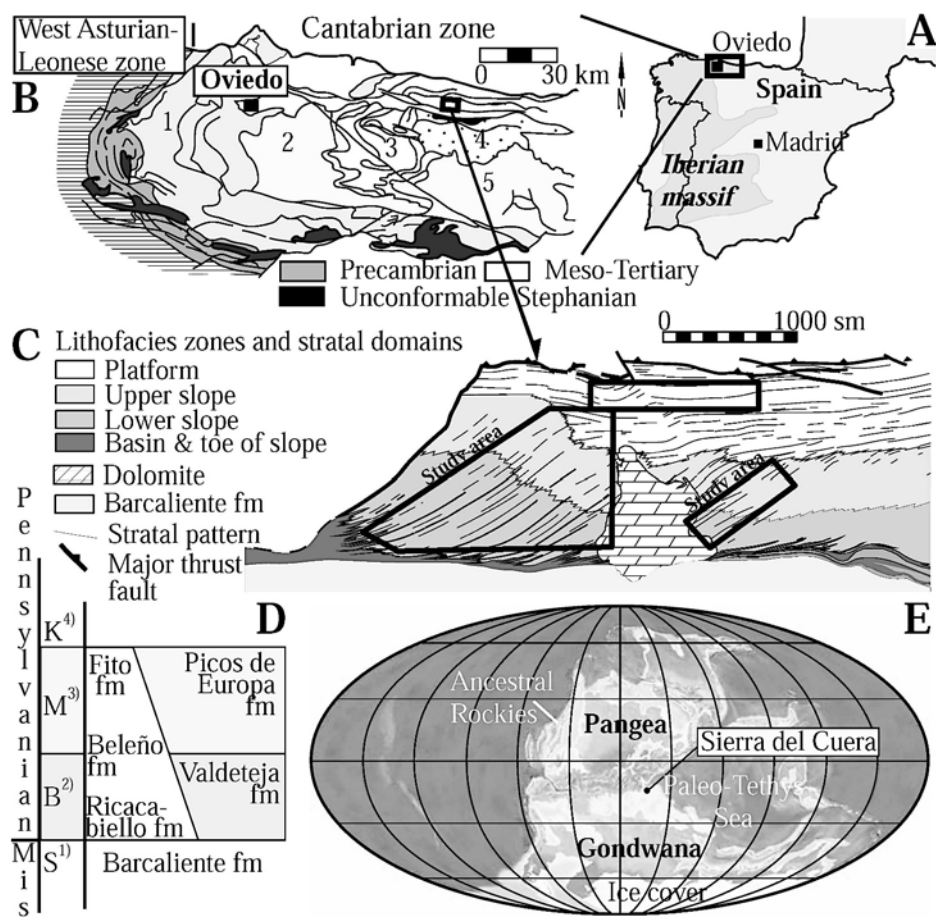 West Asturian-
Leonese zone
Cantabrian zone
0 30 km
B
Oviedo
1
2
3
4
5
Precambrian
Meso-Tertiary
Unconformable Stephanian
A
N
Oviedo
Spain
Madrid
Iberian
massif
C
Lithofacies zones and stratal domains
Platform
Upper slope
Lower slope
Basin & toe of slope
Dolomite
Barcaliente fm
Stratal pattern
Major thrust
fault
0 1000 sm
Study area
Study area
D
Pennsylvanian
Mis
K4)
M3)
B2)
S1)
Fito
fm
Beleño
fm
Ricaca-
biello fm
Picos de
Europa
fm
Valdeteja
fm
Barcaliente fm
E
Ancestral
Rockies
Pangea
Sierra del Cuera
Paleo-Tethys
Sea
Gondwana
Ice cover